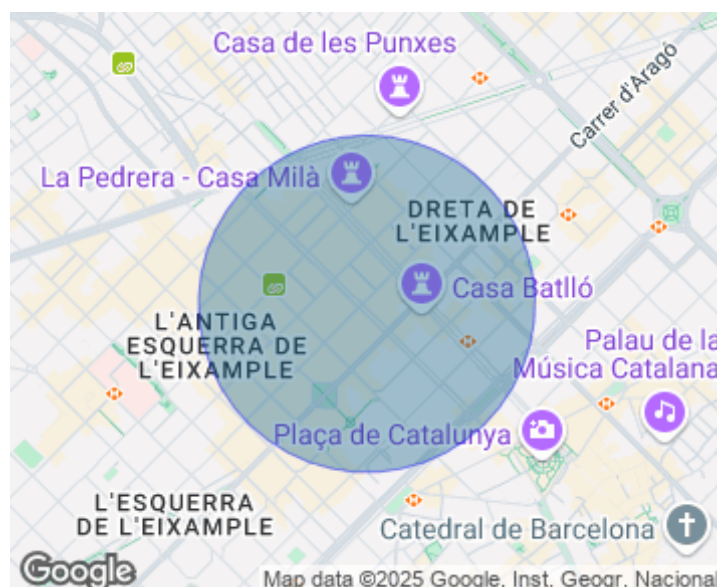 Casa de les Punxes
Carrer d'Aragó
La Pedrera - Casa Milà
DRETA DE
L'EIXAMPLE
Casa Batlló
L'ANTIGA
ESQUERRA DE
L'EIXAMPLE
Palau de la
Música Catalana
Plaça de Catalunya
L'ESQUERRA
DE L'EIXAMPLE
Catedral de Barcelona
Google
Map data ©2025 Google, Inst. Geogr. Nacional